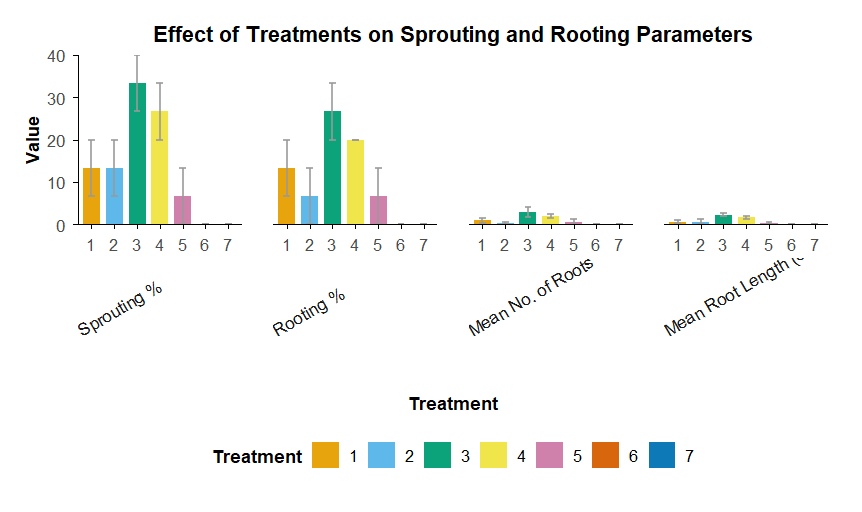 Effect of Treatments on Sprouting and Rooting Parameters
Value
40
30
20
10
0
1 2 3 4 5 6 7
1 2 3 4 5 6 7
1 2 3 4 5 6 7
1 2 3 4 5 6 7
Sprouting %
Rooting %
Mean No. of Roots
Mean Root Length
Treatment
Treatment 1 2 3 4 5 6 7